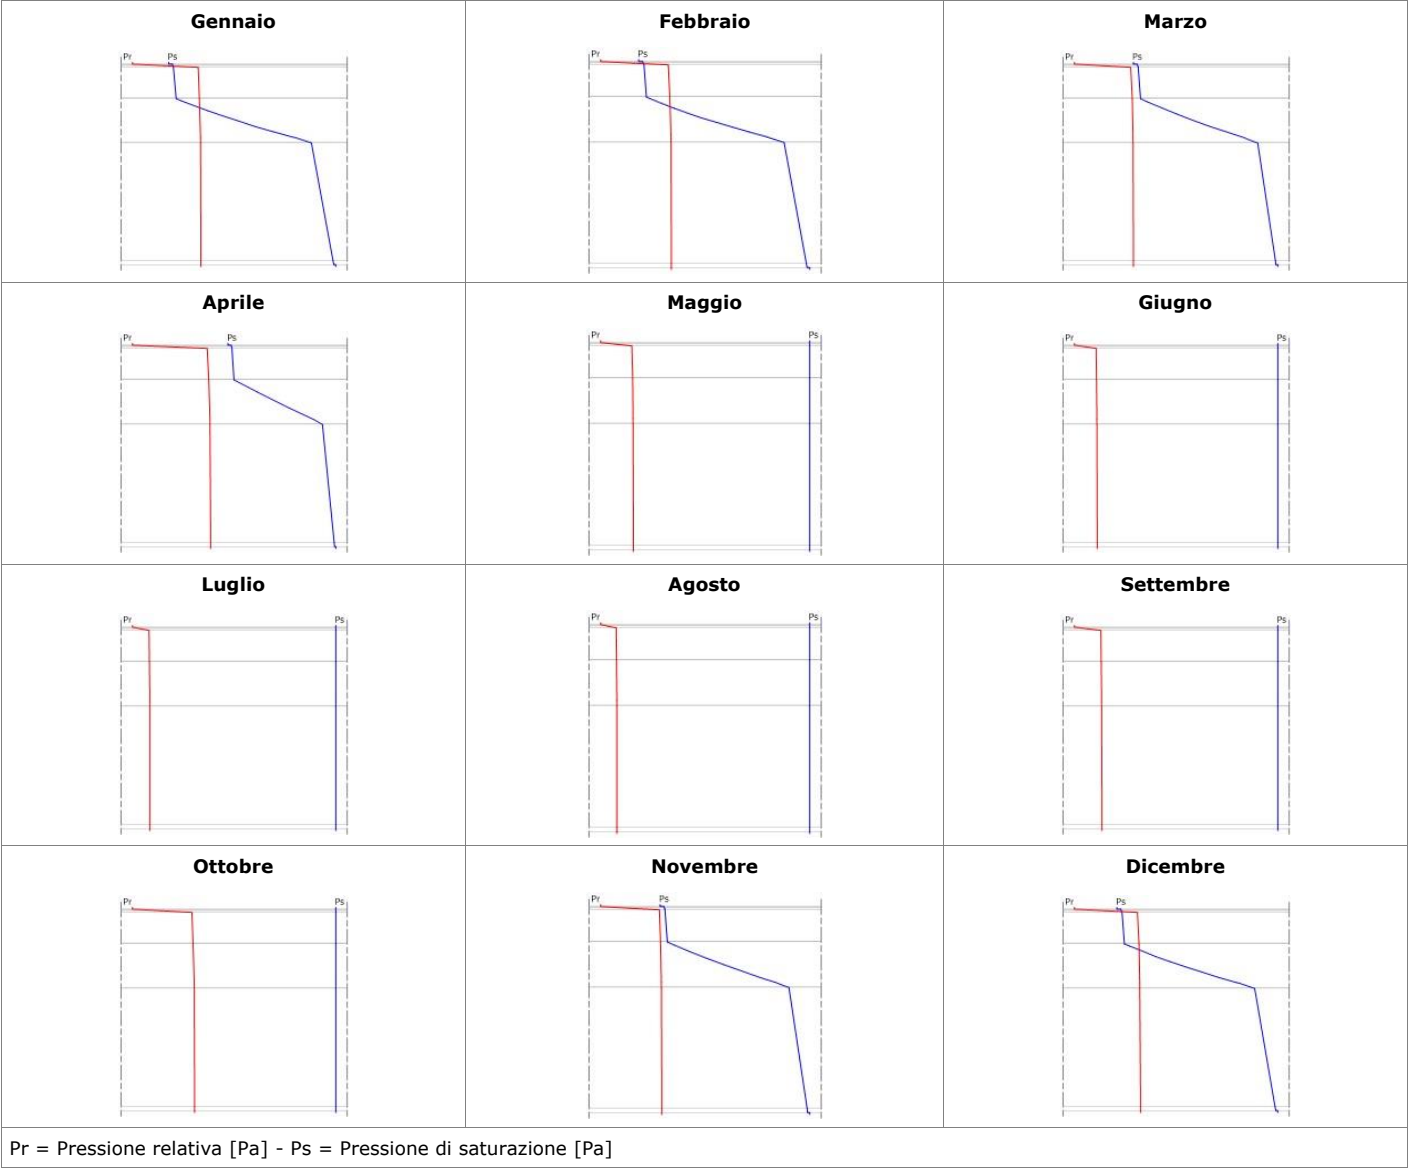 Gennaio Febbraio Marzo
Pr Ps Pr Ps Pr Ps
Aprile Maggio Giugno
Pr Ps Pr Ps Pr Ps
Luglio Agosto Settembre
Pr Ps Pr Ps Pr Ps
Ottobre Novembre Dicembre
Pr Ps Pr Ps Pr Ps
Pr = Pressione relativa [Pa] - Ps = Pressione di saturazione [Pa]